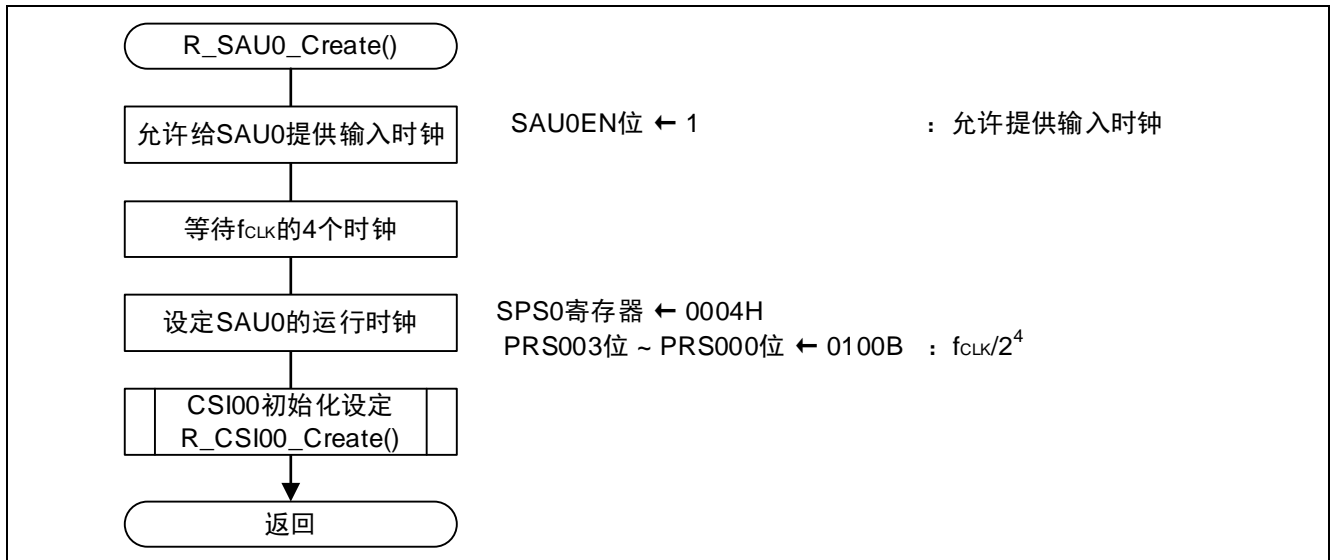 R_SAU0_Create()
允许给SAU0提供输入时钟
SAU0EN位 ← 1 : 允许提供输入时钟
等待fCLK的4个时钟
设定SAU0的运行时钟
SPS0寄存器 ← 0004H
PRS003位 ~ PRS000位 ← 0100B : fCLK/2⁴
CSI00初始化设定
R_CSI00_Create()
返回